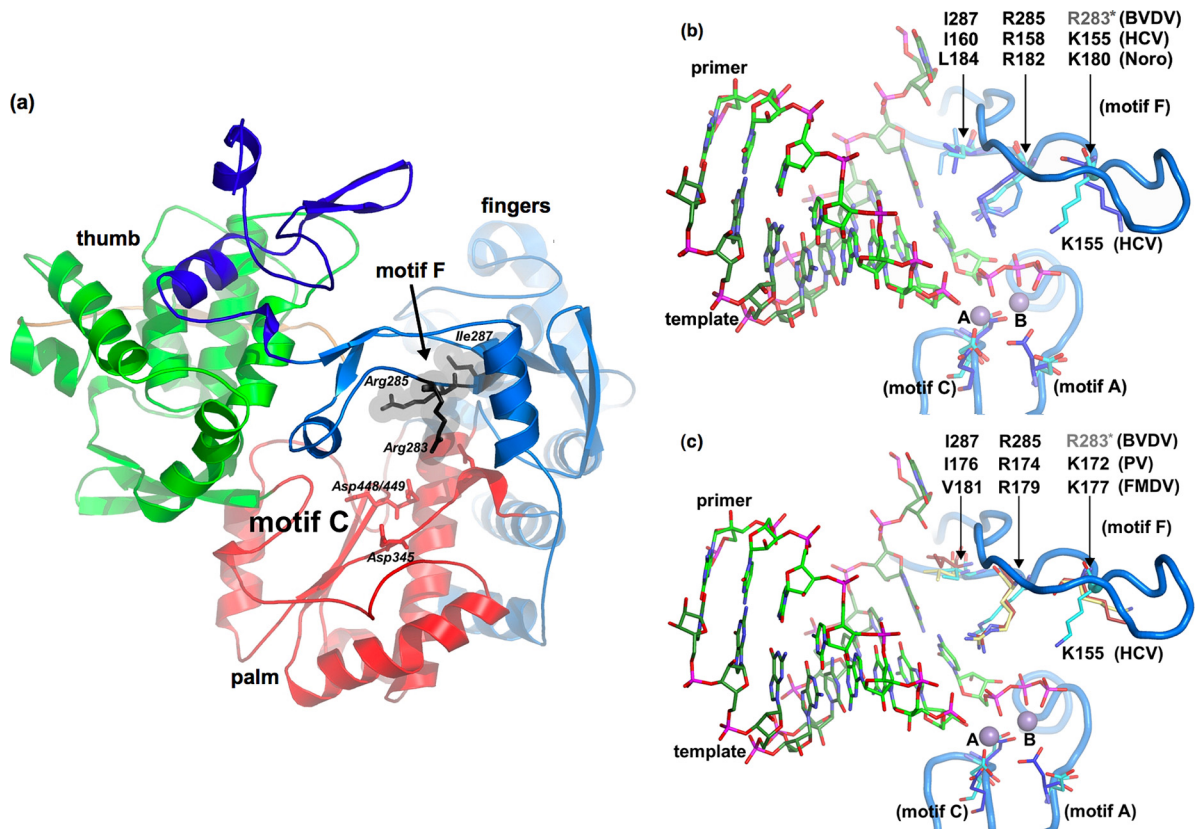 (a)
thumb
fingers
motif F
Ile287
Arg285
Arg283
Asp448/449
motif C
Asp345
palm
(b)
I287 R285 R283* (BVDV)
I160 R158 K155 (HCV)
L184 R182 K180 (Noro)
primer
(motif F)
K155 (HCV)
template
A B
(motif C) (motif A)
(c)
I287 R285 R283* (BVDV)
I176 R174 K172 (PV)
V181 R179 K177 (FMDV)
primer
(motif F)
K155 (HCV)
template
A B
(motif C) (motif A)